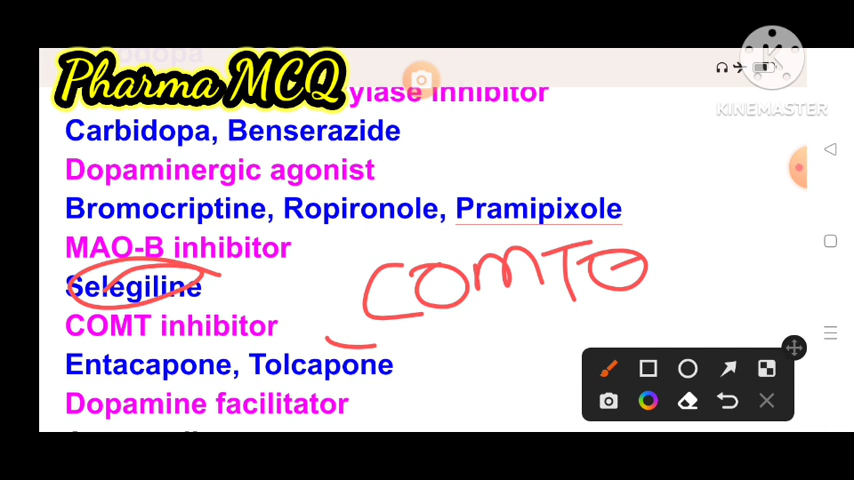 Pharma MCQ
KINEMASTER
ylase inhibitor
Carbidopa, Benserazide
Dopaminergic agonist
Bromocriptine, Ropironole, Pramipixole
MAO-B inhibitor
Selegiline
COMT inhibitor
COMTO
Entacapone, Tolcapone
Dopamine facilitator